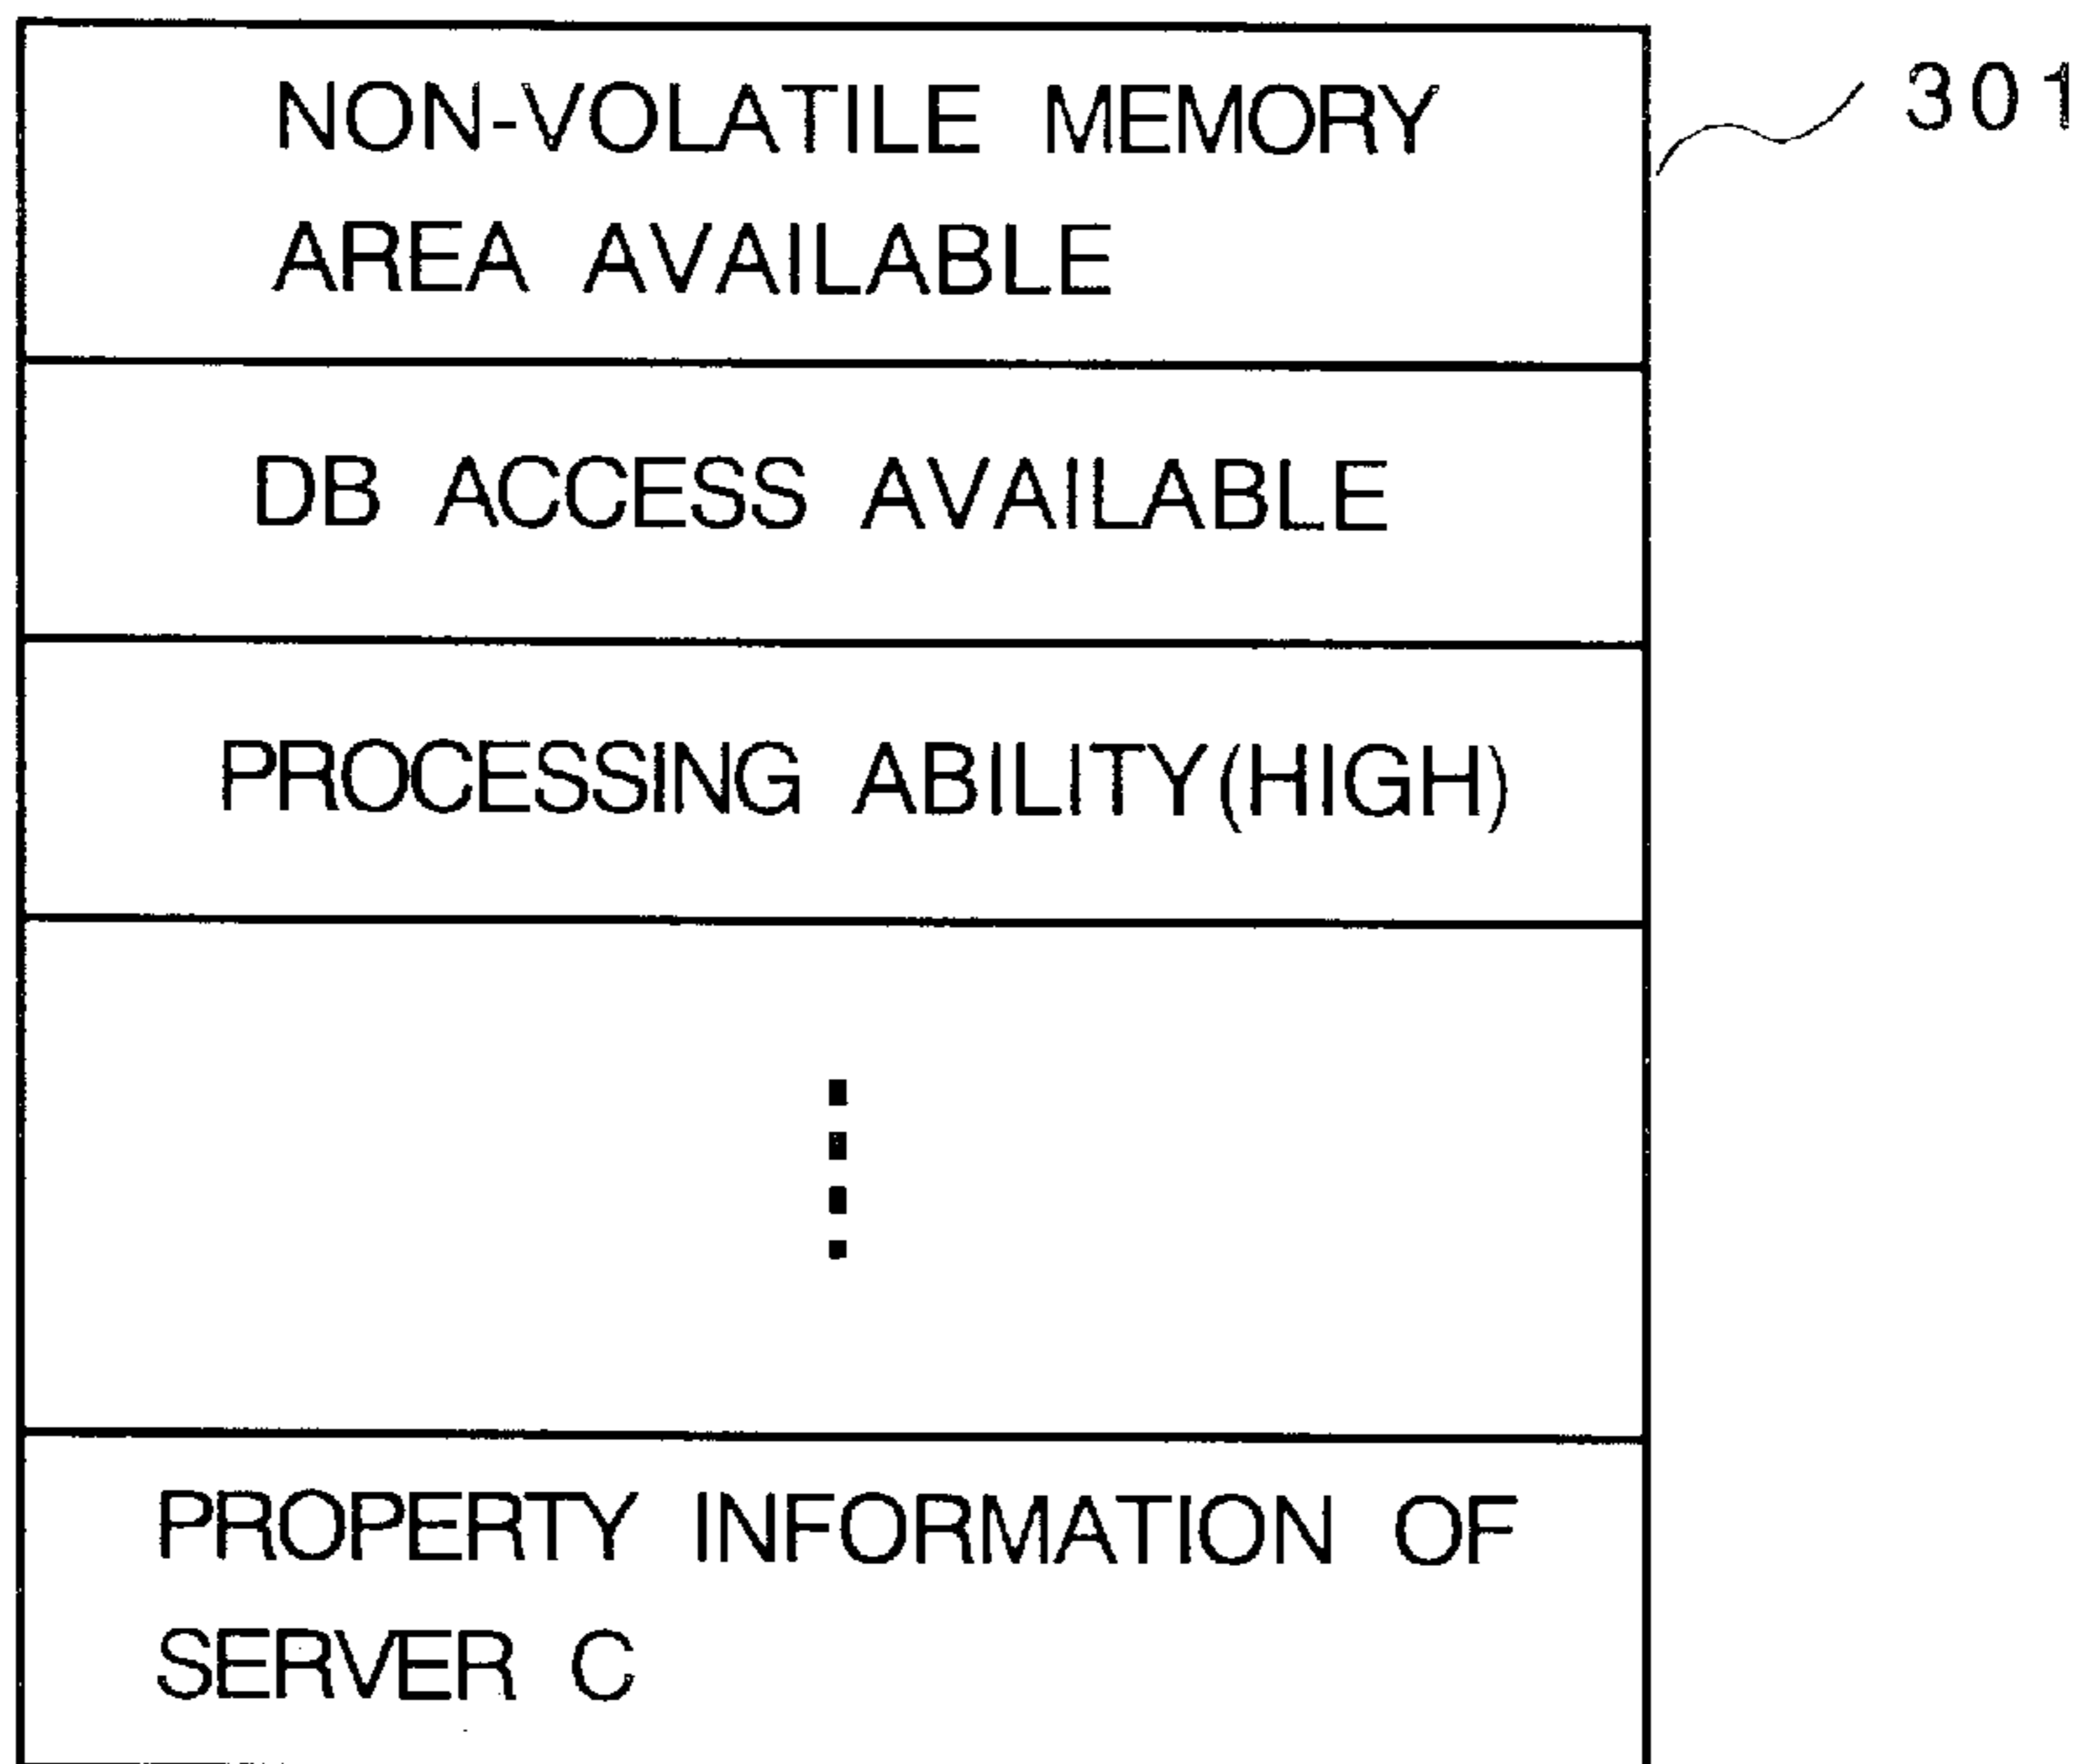 NON-VOLATILE MEMORY
AREA AVAILABLE
301
DB ACCESS AVAILABLE
PROCESSING ABILITY(HIGH)
PROPERTY INFORMATION OF
SERVER C